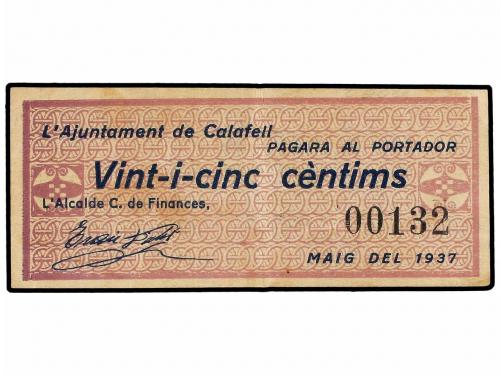 L'Ajuntament de Calafell
PAGARA AL PORTADOR
Vint-i-cinc cèntims
L'Alcalde C. de Finances,
00132
MAIG DEL 1937